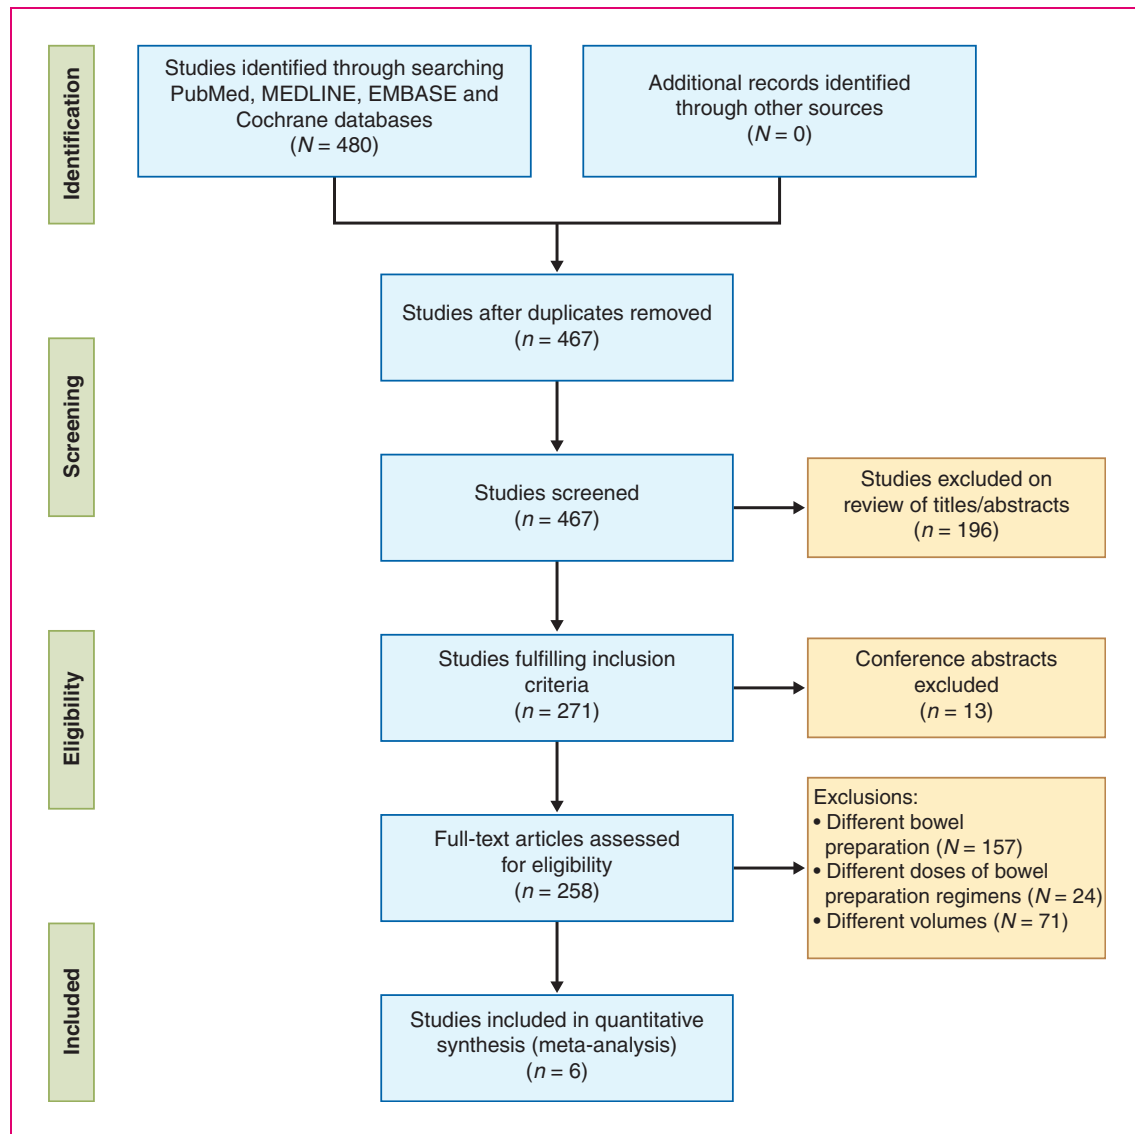 Identification
Studies identified through searching
PubMed, MEDLINE, EMBASE and
Cochrane databases
(N = 480)
Additional records identified
through other sources
(N = 0)
Studies after duplicates removed
(n = 467)
Screening
Studies screened
(n = 467)
Studies excluded on
review of titles/abstracts
(n = 196)
Eligibility
Studies fulfilling inclusion
criteria
(n = 271)
Conference abstracts
excluded
(n = 13)
Full-text articles assessed
for eligibility
(n = 258)
Exclusions:
• Different bowel
preparation (N = 157)
• Different doses of bowel
preparation regimens (N = 24)
• Different volumes (N = 71)
Included
Studies included in quantitative
synthesis (meta-analysis)
(n = 6)